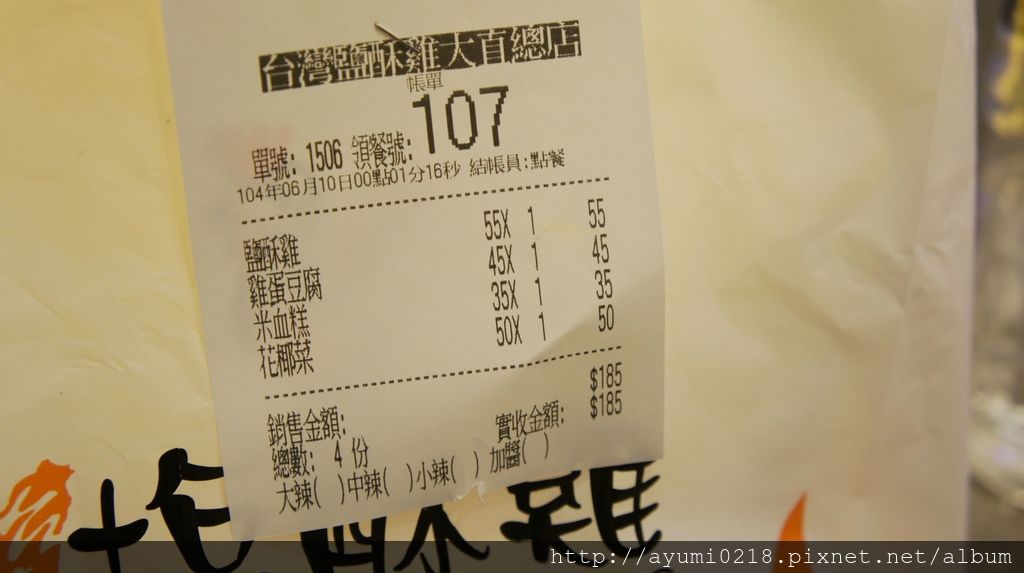 台灣鹽酥雞大直總店
帳單
單號: 1506 領餐號: 107
104年06月10日00點01分16秒 結帳員:點餐
鹽酥雞 55X 1 55
雞蛋豆腐 45X 1 45
米血糕 35X 1 35
花椰菜 50X 1 50
銷售金額: $185
總數: 4 份 實收金額: $185
大辣( )中辣( )小辣( ) 加醬( )
酥雞
http://ayumi0218.pixnet.net/album